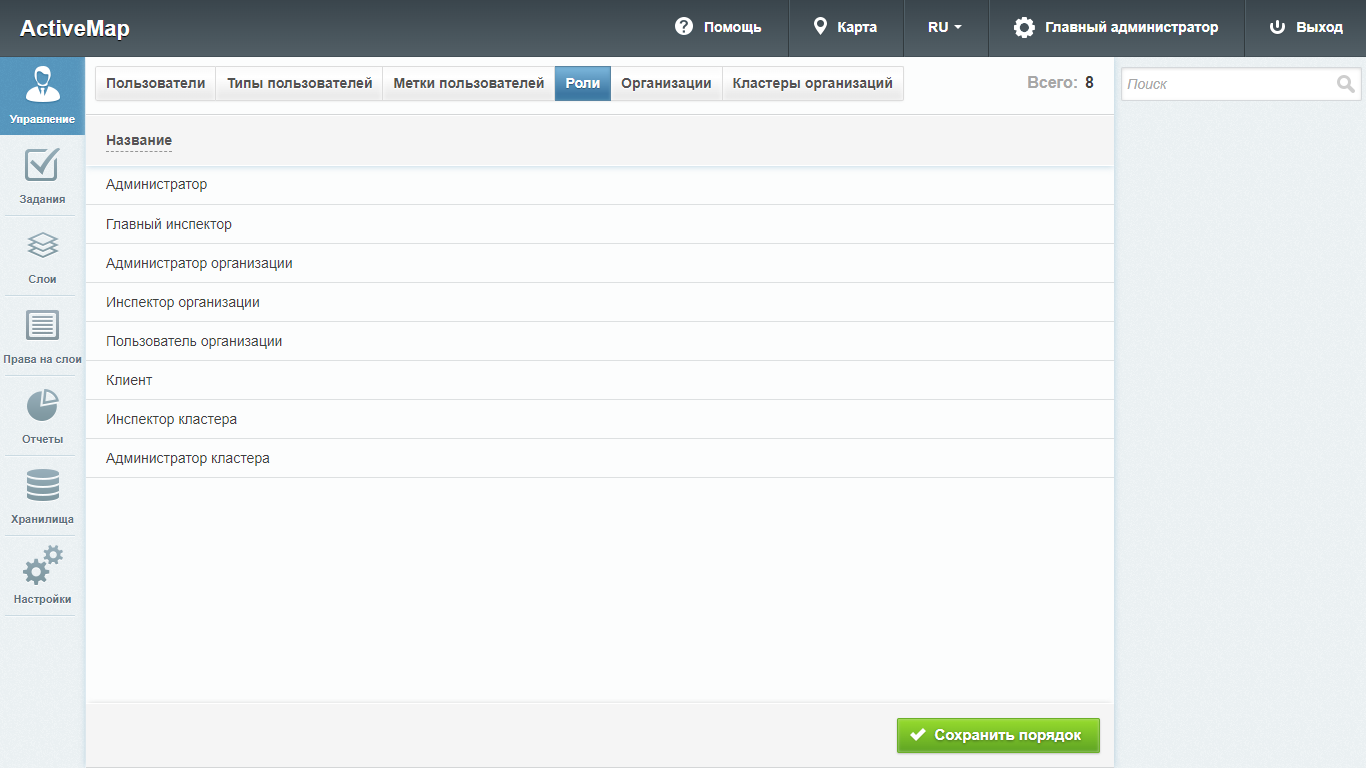 ActiveMap
Помощь
Карта
RU
Главный администратор
Выход
Управление
Задания
Слои
Права на слои
Отчеты
Хранилища
Настройки
Пользователи
Типы пользователей
Метки пользователей
Роли
Организации
Кластеры организаций
Всего: 8
Поиск
Название
Администратор
Главный инспектор
Администратор организации
Инспектор организации
Пользователь организации
Клиент
Инспектор кластера
Администратор кластера
Сохранить порядок